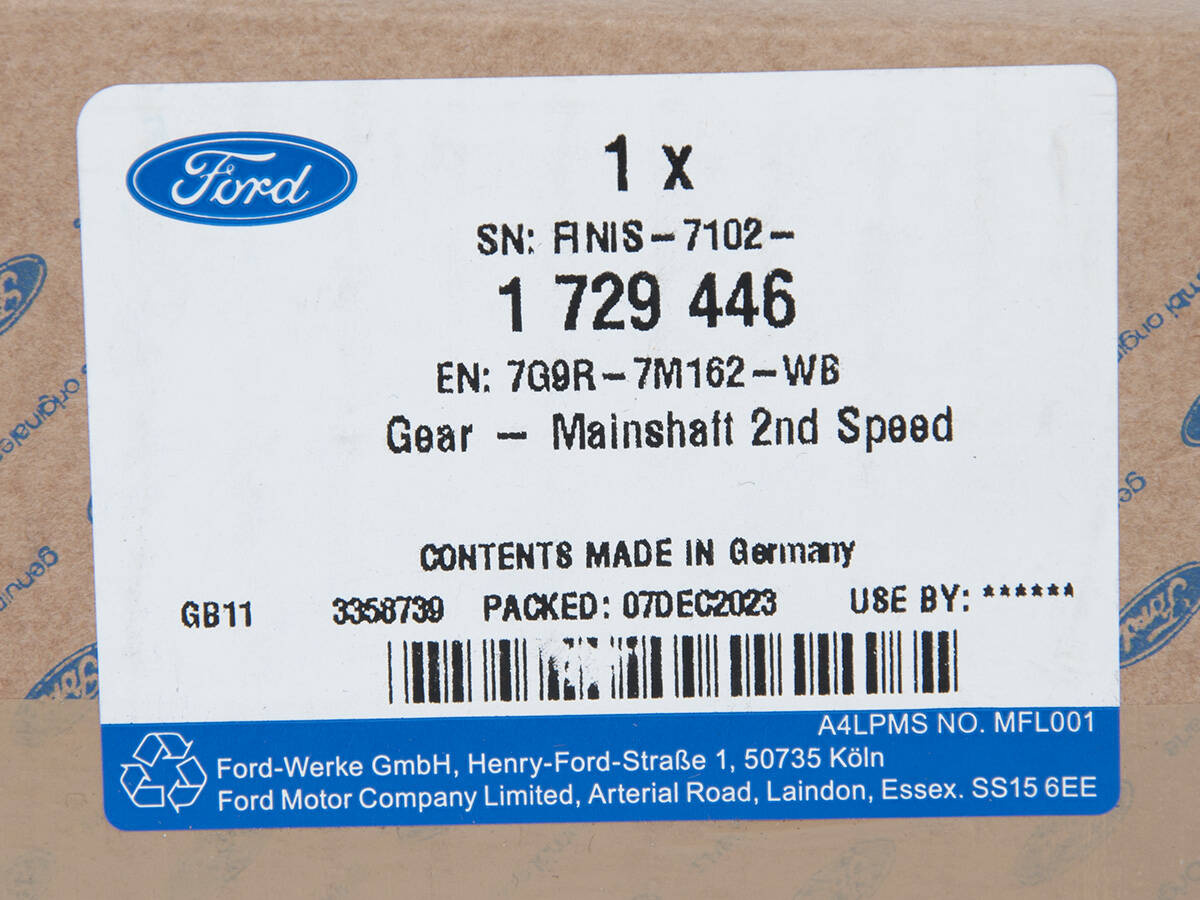 Ford
1 x
SN: FINIS-7102-
1 729 446
EN: 7G9R-7M162-WB
Gear - Mainshaft 2nd Speed
CONTENTS MADE IN Germany
GB11 3358739 PACKED: 07DEC2023 USE BY: ******
A4LPMS NO. MFL001
Ford-Werke GmbH, Henry-Ford-Straße 1, 50735 Köln
Ford Motor Company Limited, Arterial Road, Laindon, Essex. SS15 6EE